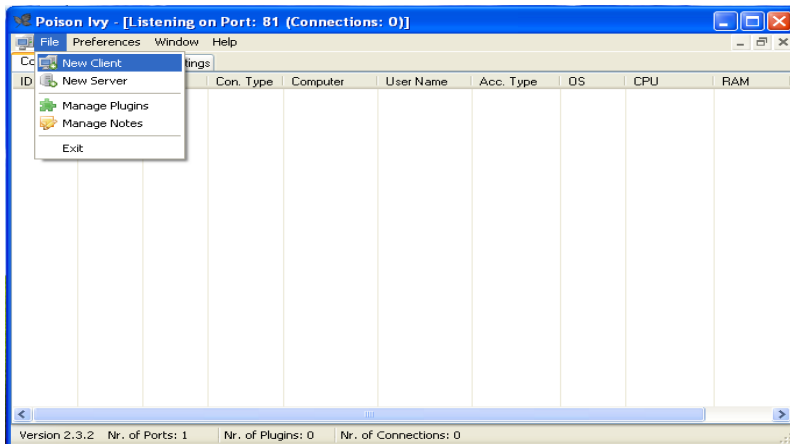 Poison Ivy - [Listening on Port: 81 (Connections: 0)]
File Preferences Window Help
New Client
New Server
Manage Plugins
Manage Notes
Exit
ID Con. Type Computer User Name Acc. Type OS CPU RAM
Version 2.3.2 Nr. of Ports: 1 Nr. of Plugins: 0 Nr. of Connections: 0